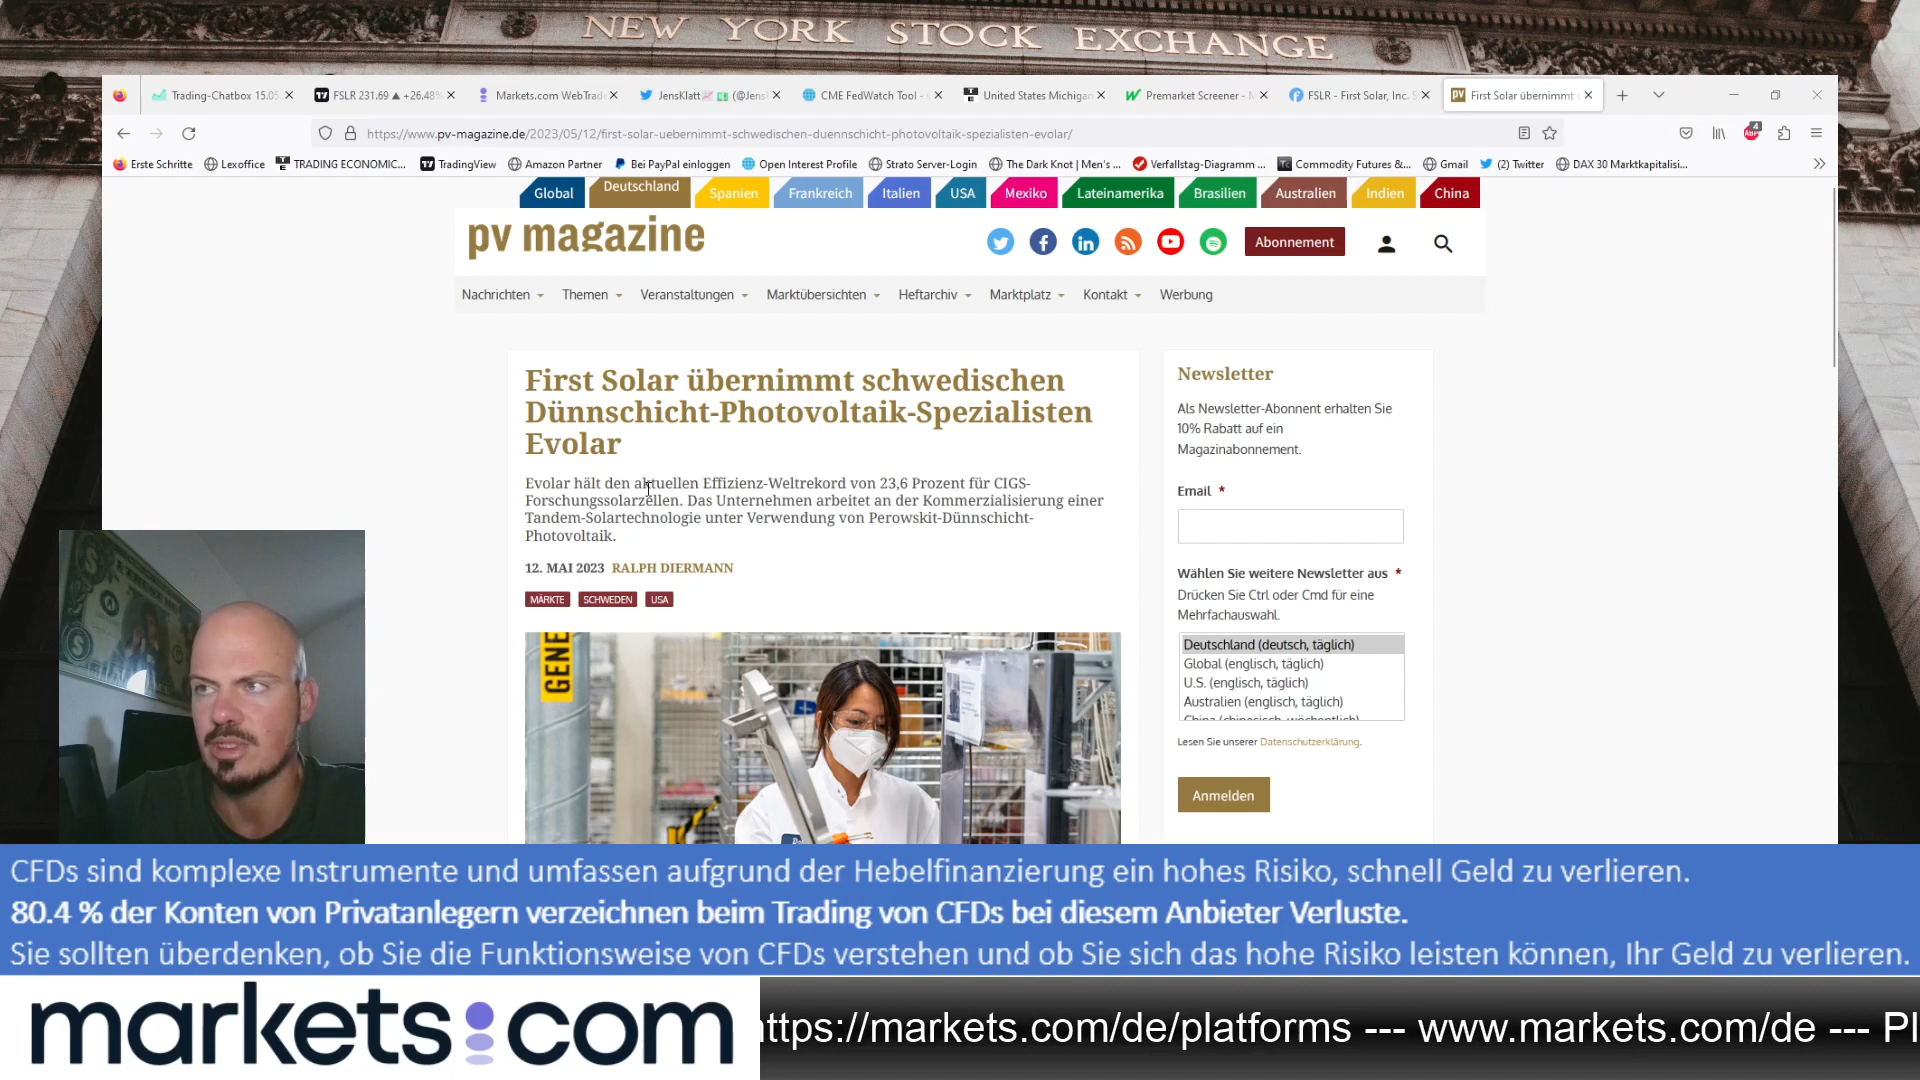 NEW YORK STOCK EXCHANGE
Trading-Chatbox 15.05
FSLR 231.69 ▲ +26.48%
Markets.com WebTrade
JensKlatt (@Jens
CME FedWatch Tool -
United States Michigan
Premarket Screener -
FSLR - First Solar, Inc.
First Solar übernimmt s
https://www.pv-magazine.de/2023/05/12/first-solar-uebernimmt-schwedischen-duennschicht-photovoltaik-spezialisten-evolar/
4
Erste Schritte Lexoffice TRADING ECONOMIC... TradingView Amazon Partner Bei PayPal einloggen Open Interest Profile Strato Server-Login The Dark Knot | Men's ... Verfallstag-Diagramm ... Commodity Futures &... Gmail (2) Twitter DAX 30 Marktkapitalisi...
Global Deutschland Spanien Frankreich Italien USA Mexiko Lateinamerika Brasilien Australien Indien China
pv magazine
Abonnement
Nachrichten Themen Veranstaltungen Marktübersichten Heftarchiv Marktplatz Kontakt Werbung
First Solar übernimmt schwedischen
Dünnschicht-Photovoltaik-Spezialisten
Evolar
Evolar hält den aktuellen Effizienz-Weltrekord von 23,6 Prozent für CIGS-
Forschungssolarzellen. Das Unternehmen arbeitet an der Kommerzialisierung einer
Tandem-Solartechnologie unter Verwendung von Perowskit-Dünnschicht-
Photovoltaik.
12. MAI 2023 RALPH DIERMANN
MÄRKTE SCHWEDEN USA
GENE
Newsletter
Als Newsletter-Abonnent erhalten Sie
10% Rabatt auf ein
Magazinabonnement.
Email *
Wählen Sie weitere Newsletter aus *
Drücken Sie Ctrl oder Cmd für eine
Mehrfachauswahl.
Deutschland (deutsch, täglich)
Global (englisch, täglich)
U.S. (englisch, täglich)
Australien (englisch, täglich)
China (chinesisch, wöchentlich)
Lesen Sie unserer Datenschutzerklärung.
Anmelden
CFDs sind komplexe Instrumente und umfassen aufgrund der Hebelfinanzierung ein hohes Risiko, schnell Geld zu verlieren.
80.4 % der Konten von Privatanlegern verzeichnen beim Trading von CFDs bei diesem Anbieter Verluste.
Sie sollten überdenken, ob Sie die Funktionsweise von CFDs verstehen und ob Sie sich das hohe Risiko leisten können, Ihr Geld zu verlieren.
markets.com
ttps://markets.com/de/platforms --- www.markets.com/de --- Pl